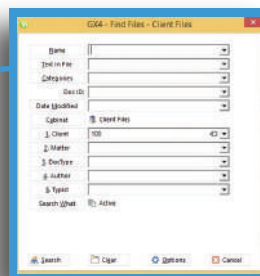 GX4 - Find Files - Client Files
Name
Text in File
Categories
Doc ID:
Date Modified
Cabinet Client Files
1. Client 100
2. Matter
3. DocType
4. Author
5. Typist
Search What Active
Search Clear Options Cancel